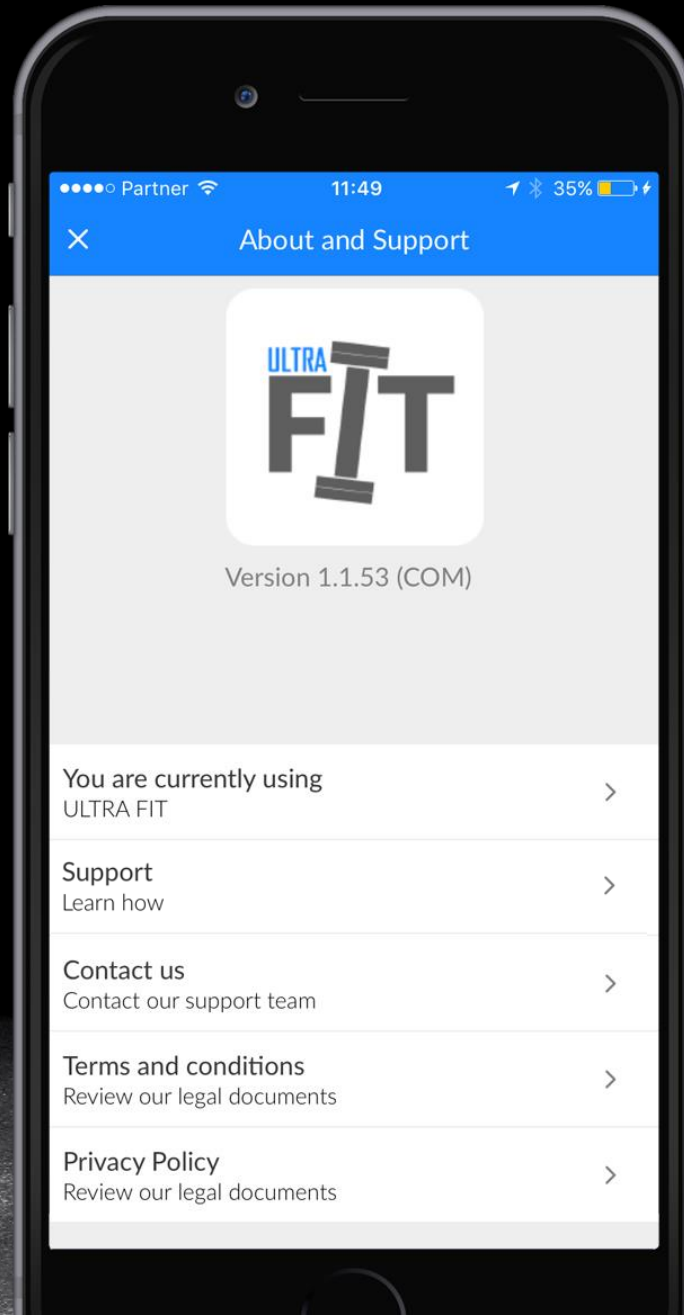 Partner 11:49 35%
About and Support
ULTRA
FIT
Version 1.1.53 (COM)
You are currently using
ULTRA FIT
Support
Learn how
Contact us
Contact our support team
Terms and conditions
Review our legal documents
Privacy Policy
Review our legal documents